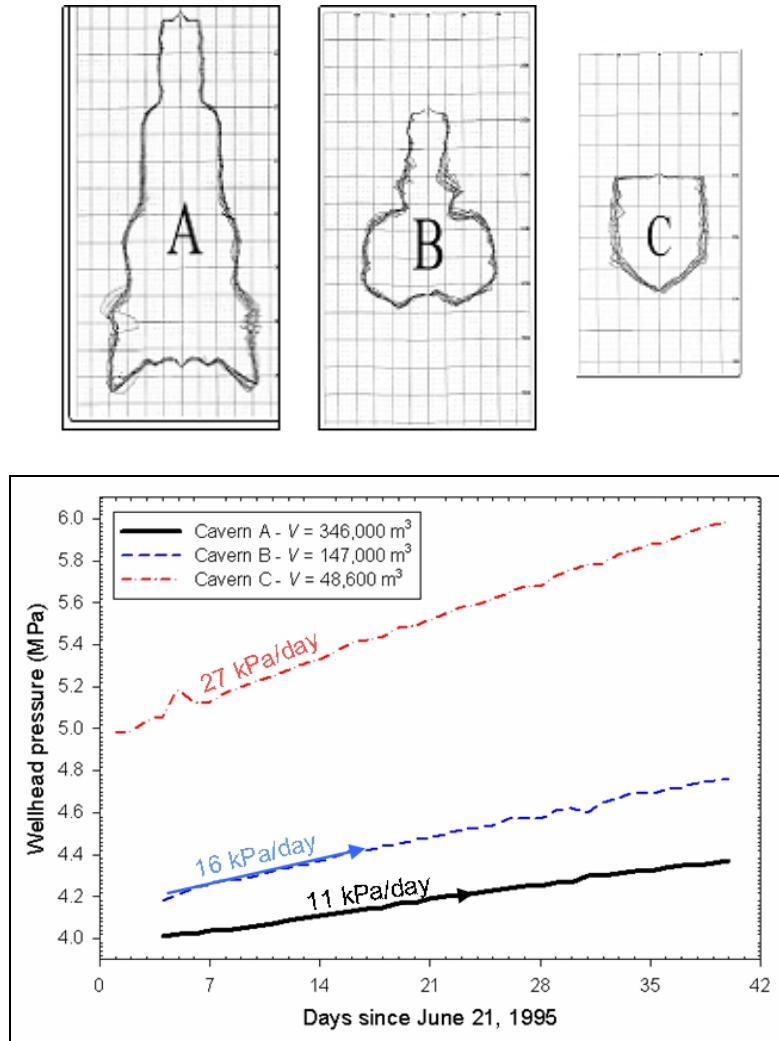 A
B
C
Cavern A - V = 346,000 m³
Cavern B - V = 147,000 m³
Cavern C - V = 48,600 m³
27 kPa/day
16 kPa/day
11 kPa/day
Wellhead pressure (MPa)
6.0
5.8
5.6
5.4
5.2
5.0
4.8
4.6
4.4
4.2
4.0
0 7 14 21 28 35 42
Days since June 21, 1995